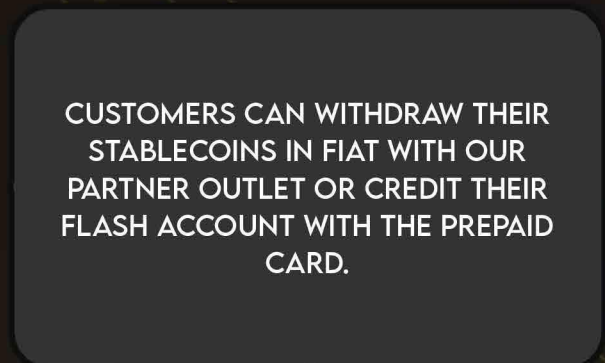 CUSTOMERS CAN WITHDRAW THEIR
STABLECOINS IN FIAT WITH OUR
PARTNER OUTLET OR CREDIT THEIR
FLASH ACCOUNT WITH THE PREPAID
CARD.